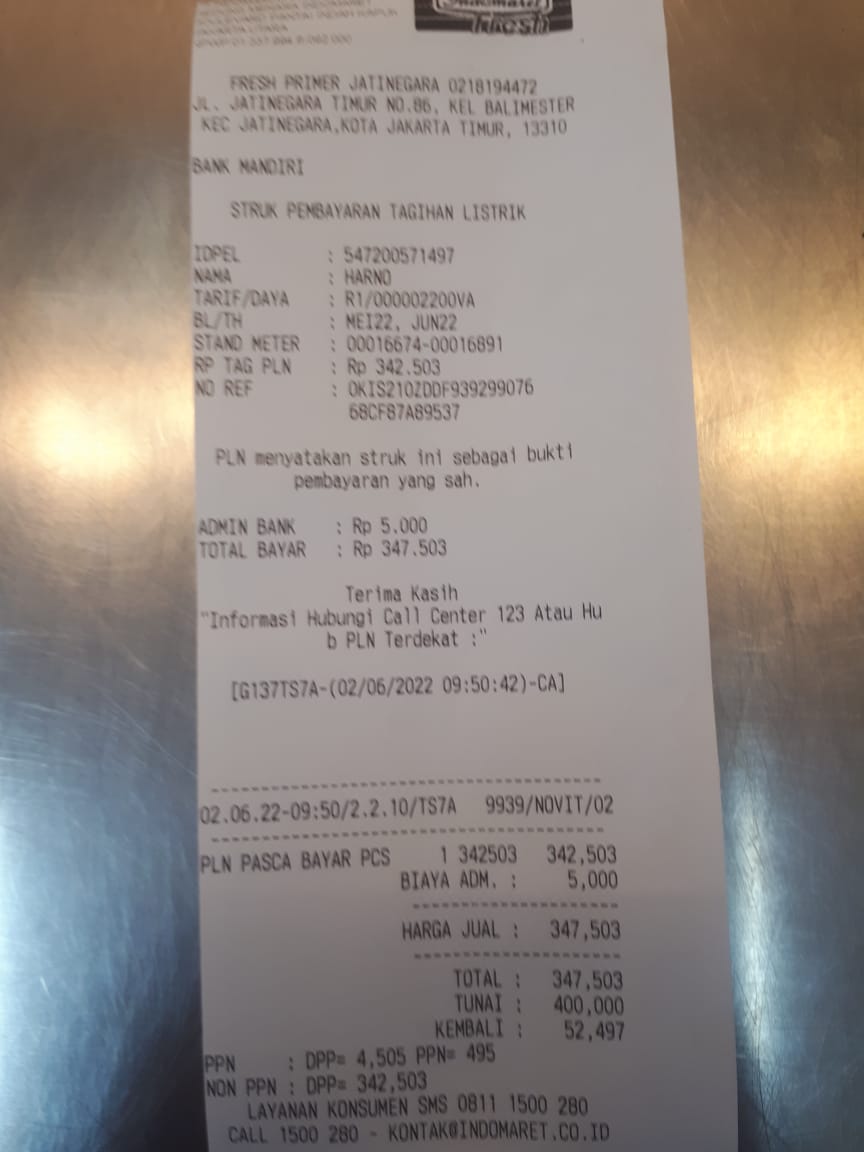 FRESH PRIMER JATINEGARA 0218194472
JL. JATINEGARA TIMUR NO.86, KEL BALIMESTER
KEC JATINEGARA,KOTA JAKARTA TIMUR, 13310
BANK MANDIRI
STRUK PEMBAYARAN TAGIHAN LISTRIK
IDPEL : 547200571497
NAMA : HARNO
TARIF/DAYA : R1/000002200VA
BL/TH : MEI22, JUN22
STAND METER : 00016674-00016891
RP TAG PLN : Rp 342.503
NO REF : 0KIS210ZDDF939299076
68CF87A89537
PLN menyatakan struk ini sebagai bukti
pembayaran yang sah.
ADMIN BANK : Rp 5.000
TOTAL BAYAR : Rp 347.503
Terima Kasih
"Informasi Hubungi Call Center 123 Atau Hu
b PLN Terdekat :"
[G137TS7A-(02/06/2022 09:50:42)-CA]
02.06.22-09:50/2.2.10/TS7A 9939/NOVIT/02
PLN PASCA BAYAR PCS 1 342503 342,503
BIAYA ADM. : 5,000
HARGA JUAL : 347,503
TOTAL : 347,503
TUNAI : 400,000
KEMBALI : 52,497
PPN : DPP= 4,505 PPN= 495
NON PPN : DPP= 342,503
LAYANAN KONSUMEN SMS 0811 1500 280
CALL 1500 280 - KONTAK@INDOMARET.CO.ID